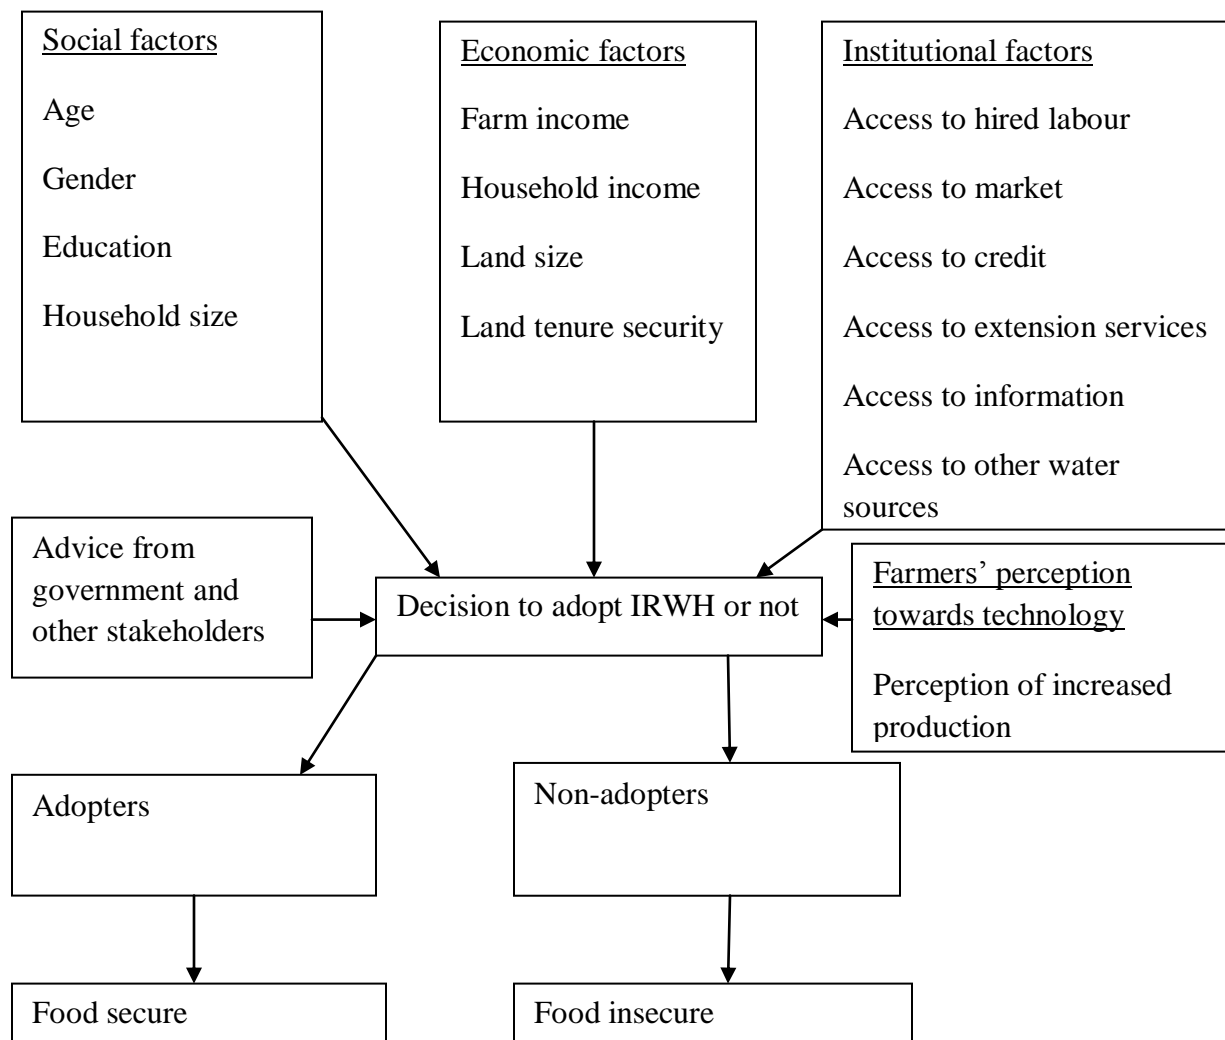 Social factors
Age
Gender
Education
Household size
Economic factors
Farm income
Household income
Land size
Land tenure security
Institutional factors
Access to hired labour
Access to market
Access to credit
Access to extension services
Access to information
Access to other water
sources
Advice from
government and
other stakeholders
Decision to adopt IRWH or not
Farmers’ perception
towards technology
Perception of increased
production
Adopters
Non-adopters
Food secure
Food insecure